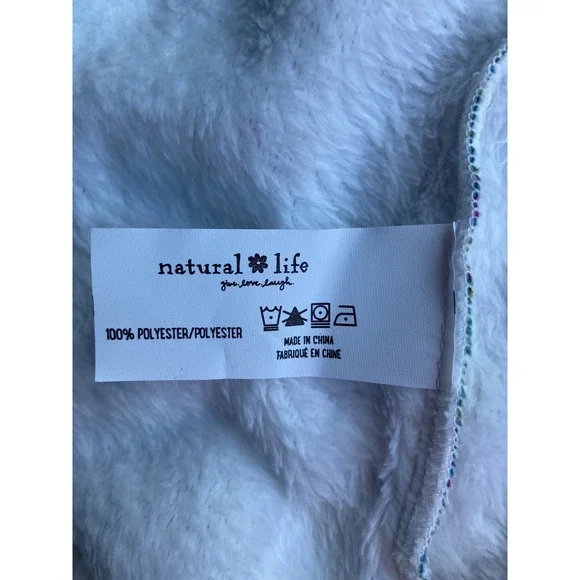 natural life
give. love. laugh.
100% POLYESTER/POLYESTER
MADE IN CHINA
FABRIQUÉ EN CHINE